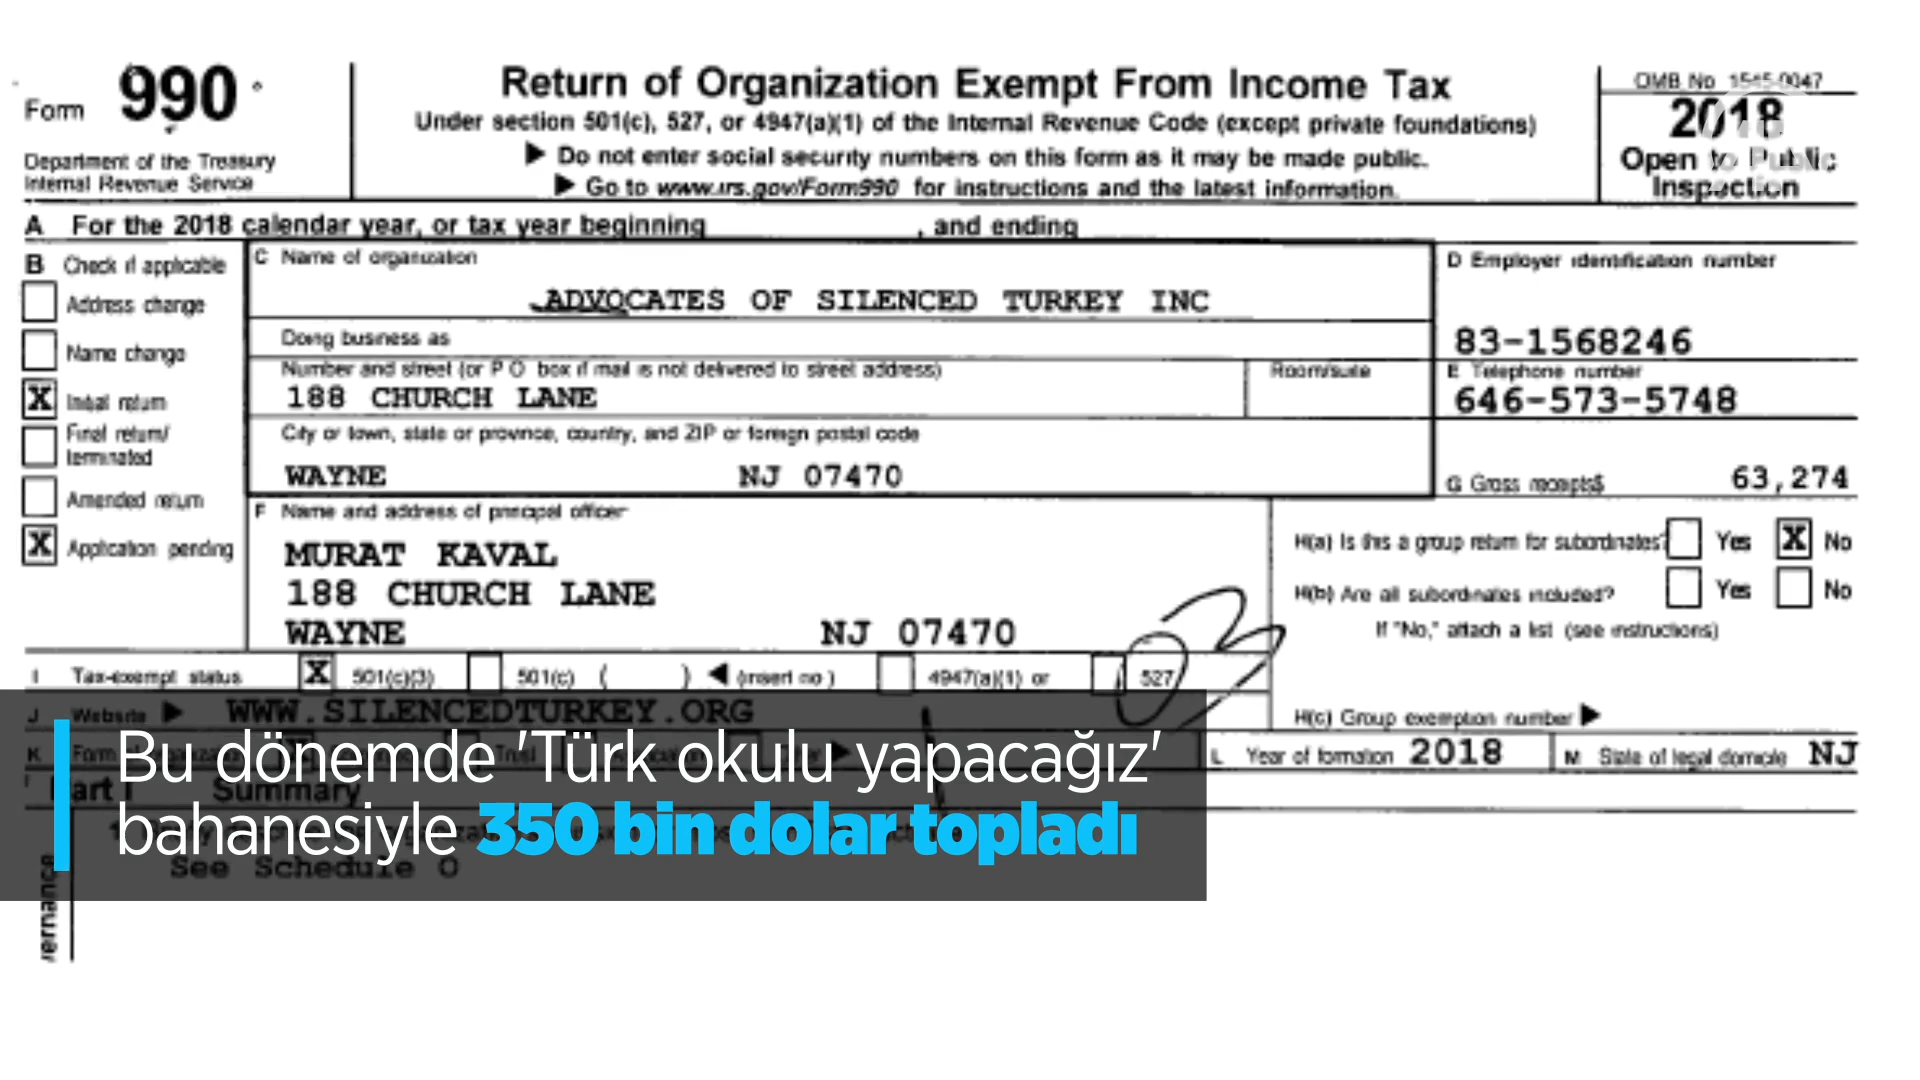 Form 990
Department of the Treasury
Internal Revenue Service
Return of Organization Exempt From Income Tax
Under section 501(c), 527, or 4947(a)(1) of the Internal Revenue Code (except private foundations)
▶ Do not enter social security numbers on this form as it may be made public.
▶ Go to www.irs.gov/Form990 for instructions and the latest information.
OMB No 1545-0047
2018
Open to Public
Inspection
A For the 2018 calendar year, or tax year beginning , and ending
B Check if applicable
Address change
Name change
X Initial return
Final return/
terminated
Amended return
X Application pending
C Name of organization
ADVOCATES OF SILENCED TURKEY INC
Doing business as
Number and street (or P O box if mail is not delivered to street address)
Room/suite
188 CHURCH LANE
City or town, state or province, country, and ZIP or foreign postal code
WAYNE NJ 07470
D Employer identification number
83-1568246
E Telephone number
646-573-5748
G Gross receipts$ 63,274
F Name and address of principal officer
MURAT KAVAL
188 CHURCH LANE
WAYNE NJ 07470
H(a) Is this a group return for subordinates? Yes X No
H(b) Are all subordinates included? Yes No
If "No," attach a list (see instructions)
I Tax-exempt status X 501(c)(3) 501(c) ( ) ◀ (insert no ) 4947(a)(1) or 527
J Website ▶ WWW.SILENCEDTURKEY.ORG
H(c) Group exemption number ▶
K Form
L Year of formation 2018 M State of legal domicile NJ
Part I Summary
See Schedule O
Bu dönemde 'Türk okulu yapacağız'
bahanesiyle 350 bin dolar topladı